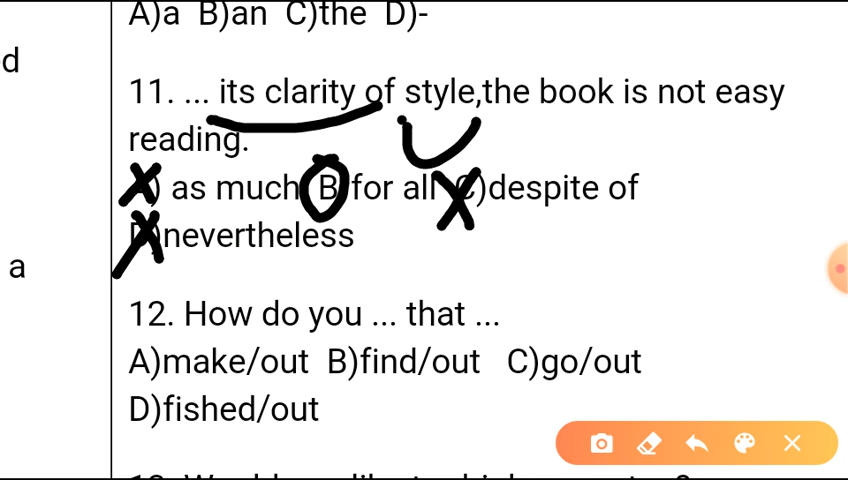 A)a B)an C)the D)-
d
11. ... its clarity of style,the book is not easy
reading.
A) as much B)for all C)despite of
D)nevertheless
a
12. How do you ... that ...
A)make/out B)find/out C)go/out
D)fished/out